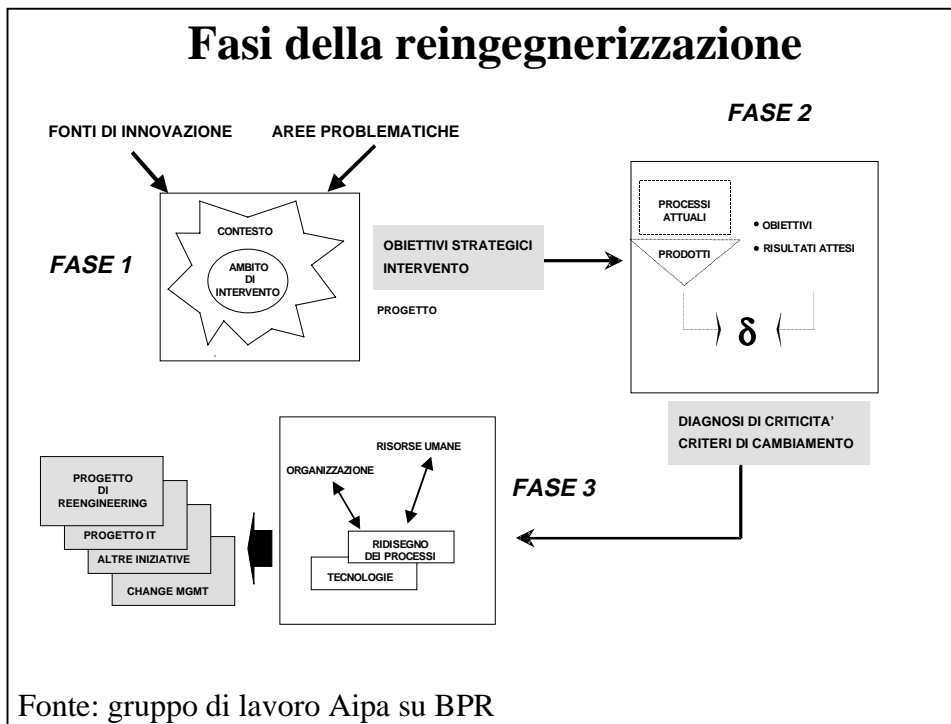 Fasi della reingegnerizzazione
FONTI DI INNOVAZIONE
AREE PROBLEMATICHE
FASE 1
CONTESTO
AMBITO
DI
INTERVENTO
OBIETTIVI STRATEGICI
INTERVENTO
PROGETTO
FASE 2
PROCESSI
ATTUALI
PRODOTTI
• OBIETTIVI
• RISULTATI ATTESI
δ
DIAGNOSI DI CRITICITA'
CRITERI DI CAMBIAMENTO
FASE 3
RISORSE UMANE
ORGANIZZAZIONE
RIDISEGNO
DEI PROCESSI
TECNOLOGIE
PROGETTO
DI
REENGINEERING
PROGETTO IT
ALTRE INIZIATIVE
CHANGE MGMT
Fonte: gruppo di lavoro Aipa su BPR